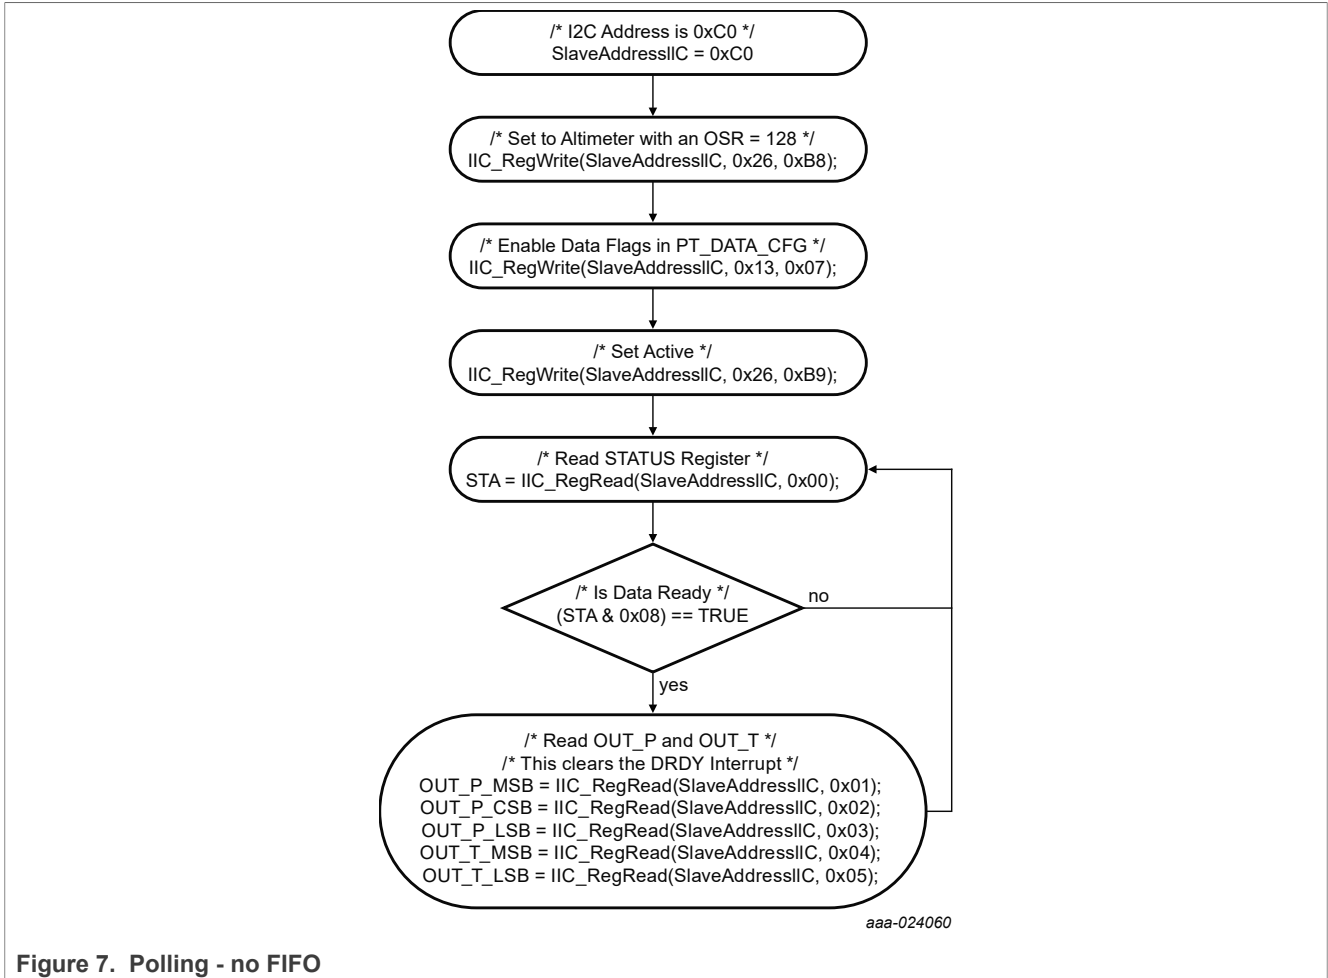 /* I2C Address is 0xC0 */
SlaveAddressIIC = 0xC0
/* Set to Altimeter with an OSR = 128 */
IIC_RegWrite(SlaveAddressIIC, 0x26, 0xB8);
/* Enable Data Flags in PT_DATA_CFG */
IIC_RegWrite(SlaveAddressIIC, 0x13, 0x07);
/* Set Active */
IIC_RegWrite(SlaveAddressIIC, 0x26, 0xB9);
/* Read STATUS Register */
STA = IIC_RegRead(SlaveAddressIIC, 0x00);
/* Is Data Ready */
(STA & 0x08) == TRUE
no
yes
/* Read OUT_P and OUT_T */
/* This clears the DRDY Interrupt */
OUT_P_MSB = IIC_RegRead(SlaveAddressIIC, 0x01);
OUT_P_CSB = IIC_RegRead(SlaveAddressIIC, 0x02);
OUT_P_LSB = IIC_RegRead(SlaveAddressIIC, 0x03);
OUT_T_MSB = IIC_RegRead(SlaveAddressIIC, 0x04);
OUT_T_LSB = IIC_RegRead(SlaveAddressIIC, 0x05);
aaa-024060
Figure 7. Polling - no FIFO